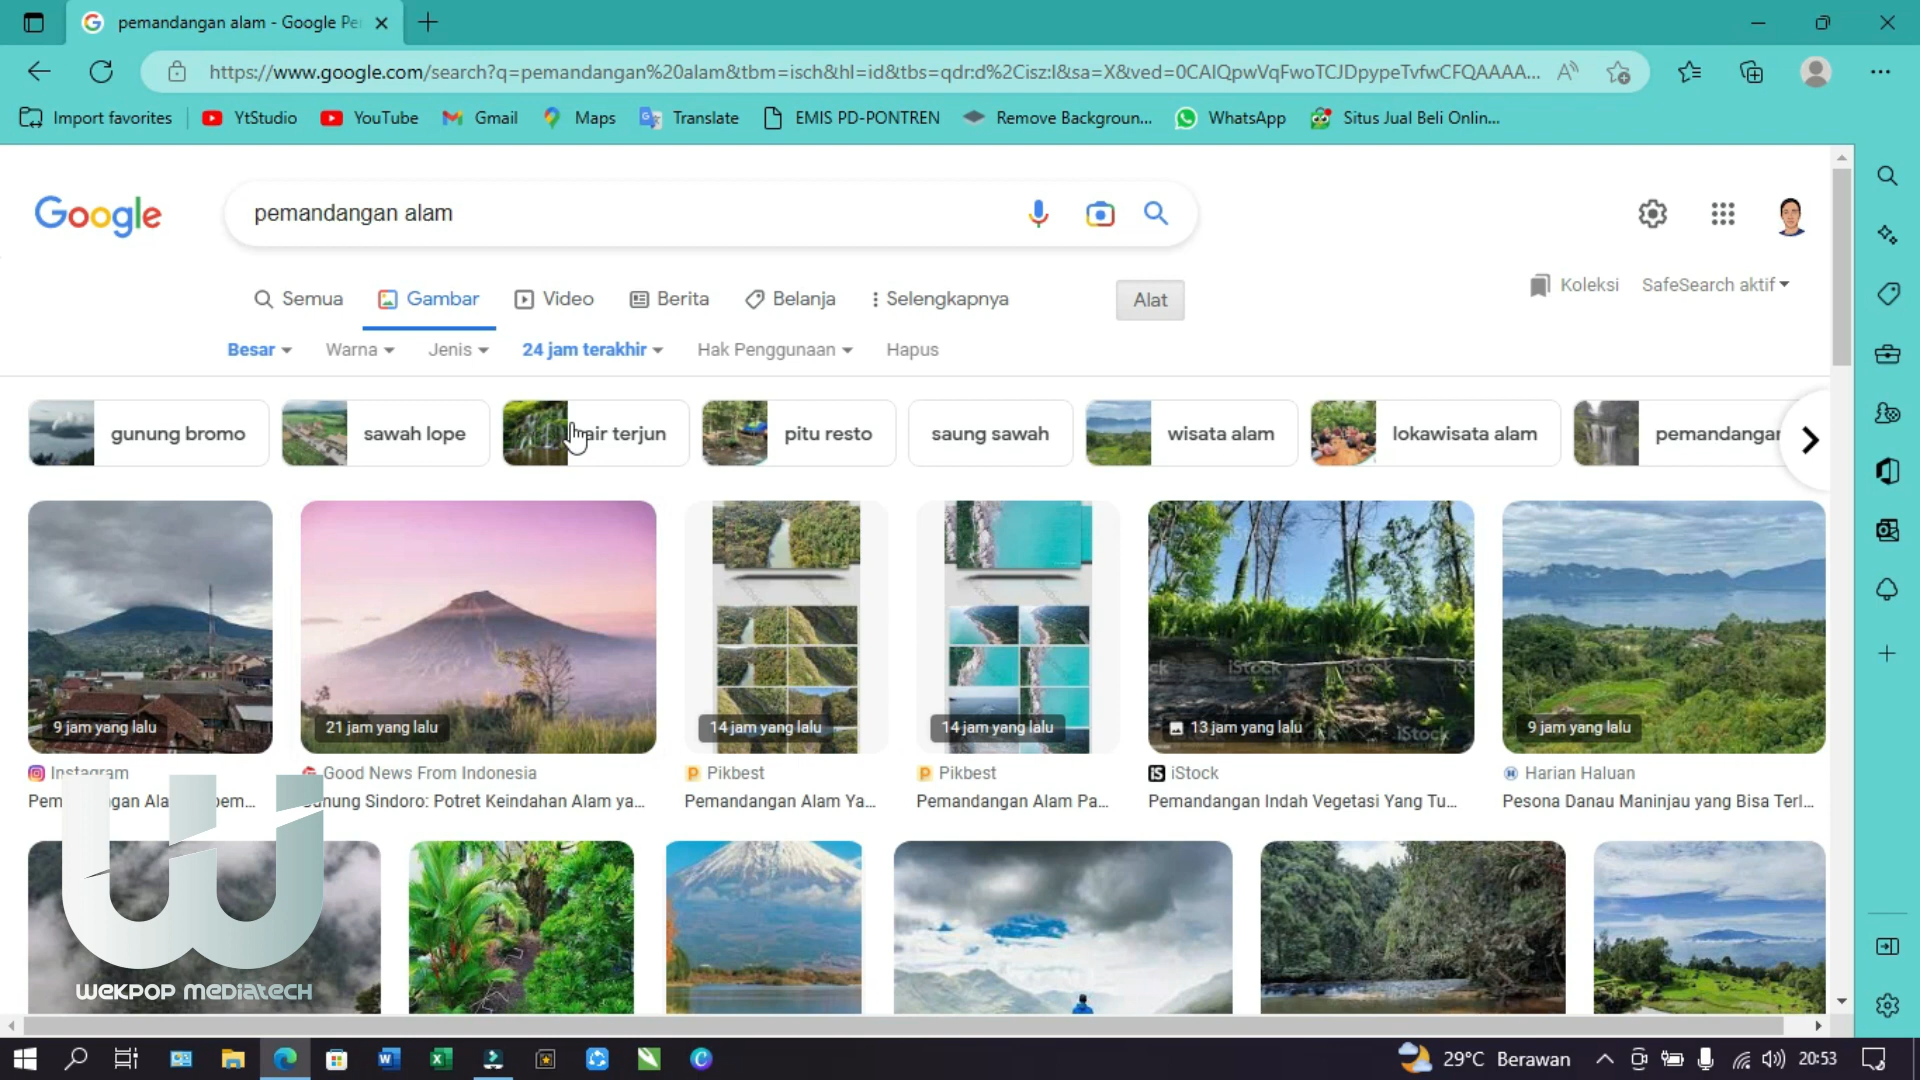 pemandangan alam - Google Pe
https://www.google.com/search?q=pemandangan%20alam&tbm=isch&hl=id&tbs=qdr:d%2Cisz:l&sa=X&ved=0CAIQpwVqFwoTCJDpypeTvfwCFQAAAA...
Import favorites YtStudio YouTube Gmail Maps Translate EMIS PD-PONTREN Remove Backgroun... WhatsApp Situs Jual Beli Onlin...
Google pemandangan alam
Semua Gambar Video Berita Belanja Selengkapnya Alat Koleksi SafeSearch aktif
Besar Warna Jenis 24 jam terakhir Hak Penggunaan Hapus
gunung bromo sawah lope air terjun pitu resto saung sawah wisata alam lokawisata alam pemandangan
9 jam yang lalu 21 jam yang lalu 14 jam yang lalu 14 jam yang lalu 13 jam yang lalu 9 jam yang lalu
Instagram Good News From Indonesia Pikbest Pikbest iStock Harian Haluan
Gunung Sindoro: Potret Keindahan Alam ya... Pemandangan Alam Ya... Pemandangan Alam Pa... Pemandangan Indah Vegetasi Yang Tu... Pesona Danau Maninjau yang Bisa Terl...
WEKPOP MEDIATECH
29°C Berawan 20:53